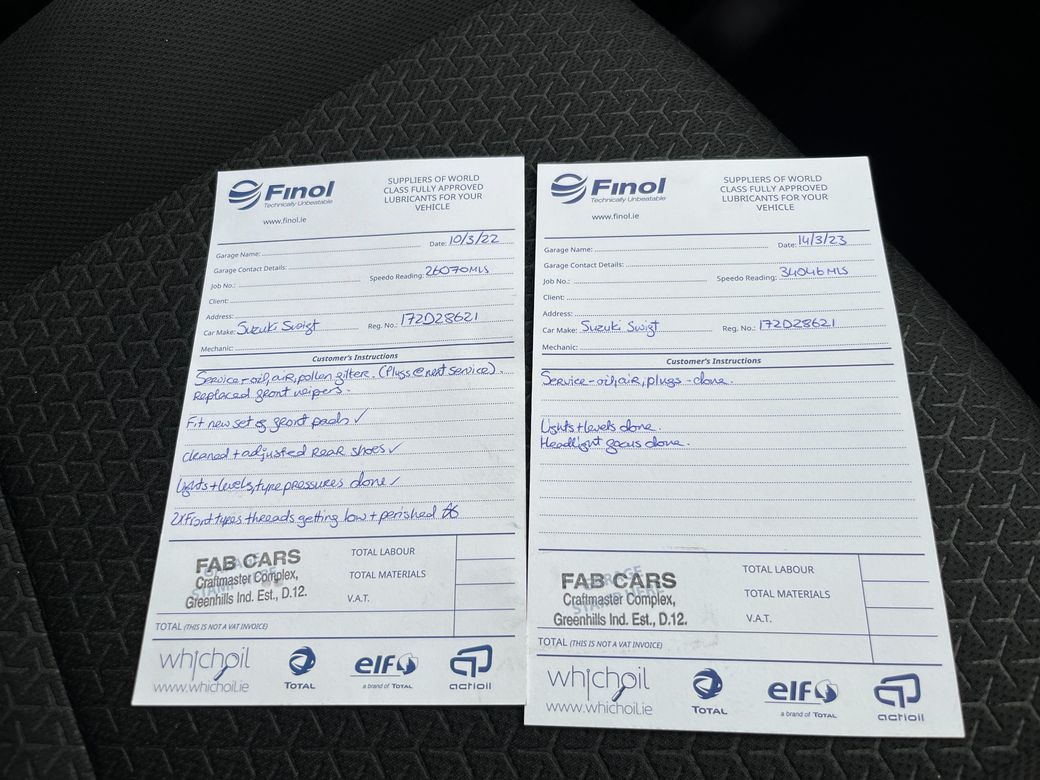 Finol
Technically Unbeatable
www.finol.ie
SUPPLIERS OF WORLD
CLASS FULLY APPROVED
LUBRICANTS FOR YOUR
VEHICLE
Garage Name:
Date: 10/3/22
Garage Contact Details:
Job No.:
Speedo Reading: 26070MLS
Client:
Address:
Car Make: Suzuki Swift
Reg. No.: 172D28621
Mechanic:
Customer's Instructions
Service - oil, air, pollen filter. (Plugs @ next service).
Replaced front wipers.
Fit new set of front pads ✓
cleaned + adjusted Rear shoes ✓
Lights + levels, tyre pressures done ✓
2x Front tyres threads getting low + perished
GARAGE
STAMP HERE
FAB CARS
Craftmaster Complex,
Greenhills Ind. Est., D.12.
TOTAL LABOUR
TOTAL MATERIALS
V.A.T.
TOTAL (THIS IS NOT A VAT INVOICE)
whichoil
www.whichoil.ie
TOTAL
elf
a brand of TOTAL
actioil
Finol
Technically Unbeatable
www.finol.ie
SUPPLIERS OF WORLD
CLASS FULLY APPROVED
LUBRICANTS FOR YOUR
VEHICLE
Garage Name:
Date: 14/3/23
Garage Contact Details:
Job No.:
Speedo Reading: 34046 MLS
Client:
Address:
Car Make: Suzuki Swift
Reg. No.: 172D28621
Mechanic:
Customer's Instructions
Service - oil, air, plugs - done.
Lights + levels done.
Headlight focus done.
GARAGE
STAMP HERE
FAB CARS
Craftmaster Complex,
Greenhills Ind. Est., D.12.
TOTAL LABOUR
TOTAL MATERIALS
V.A.T.
TOTAL (THIS IS NOT A VAT INVOICE)
whichoil
www.whichoil.ie
TOTAL
elf
a brand of TOTAL
actioil